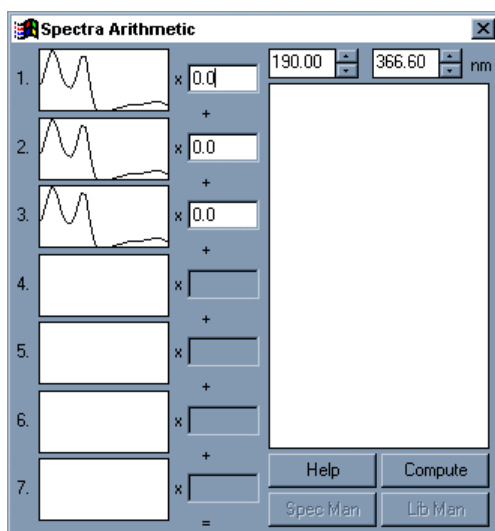 Spectra Arithmetic
190.00 366.60 nm
1. x 0.0
+
2. x 0.0
+
3. x 0.0
+
4. x
+
5. x
+
6. x
+
7. x
=
Help Compute
Spec Man Lib Man